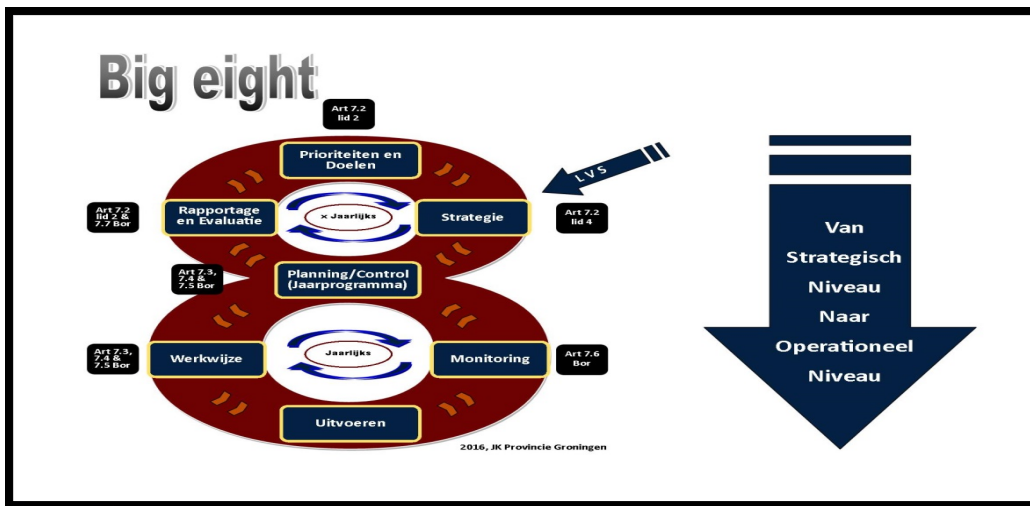 Big eight
Art 7.2
lid 2
Prioriteiten en
Doelen
LVS
Art 7.2
lid 2 &
7.7 Bor
Rapportage
en Evaluatie
x Jaarlijks
Strategie
Art 7.2
lid 4
Art 7.3,
7.4 &
7.5 Bor
Planning/Control
(Jaarprogramma)
Art 7.3,
7.4 &
7.5 Bor
Werkwijze
Jaarlijks
Monitoring
Art 7.6
Bor
Uitvoeren
2016, JK Provincie Groningen
Van
Strategisch
Niveau
Naar
Operationeel
Niveau